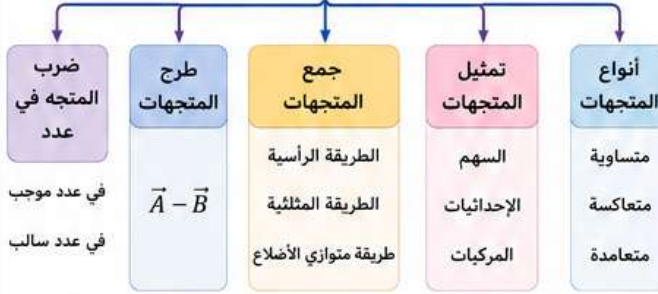 أنواع
المتجهات
متساوية
متعاكسة
متعامدة
تمثيل
المتجهات
السهم
الإحداثيات
المركبات
جمع
المتجهات
الطريقة الرأسية
الطريقة المثلثية
طريقة متوازي الأضلاع
طرح
المتجهات
A⃗ − B⃗
ضرب
المتجه في
عدد
في عدد موجب
في عدد سالب